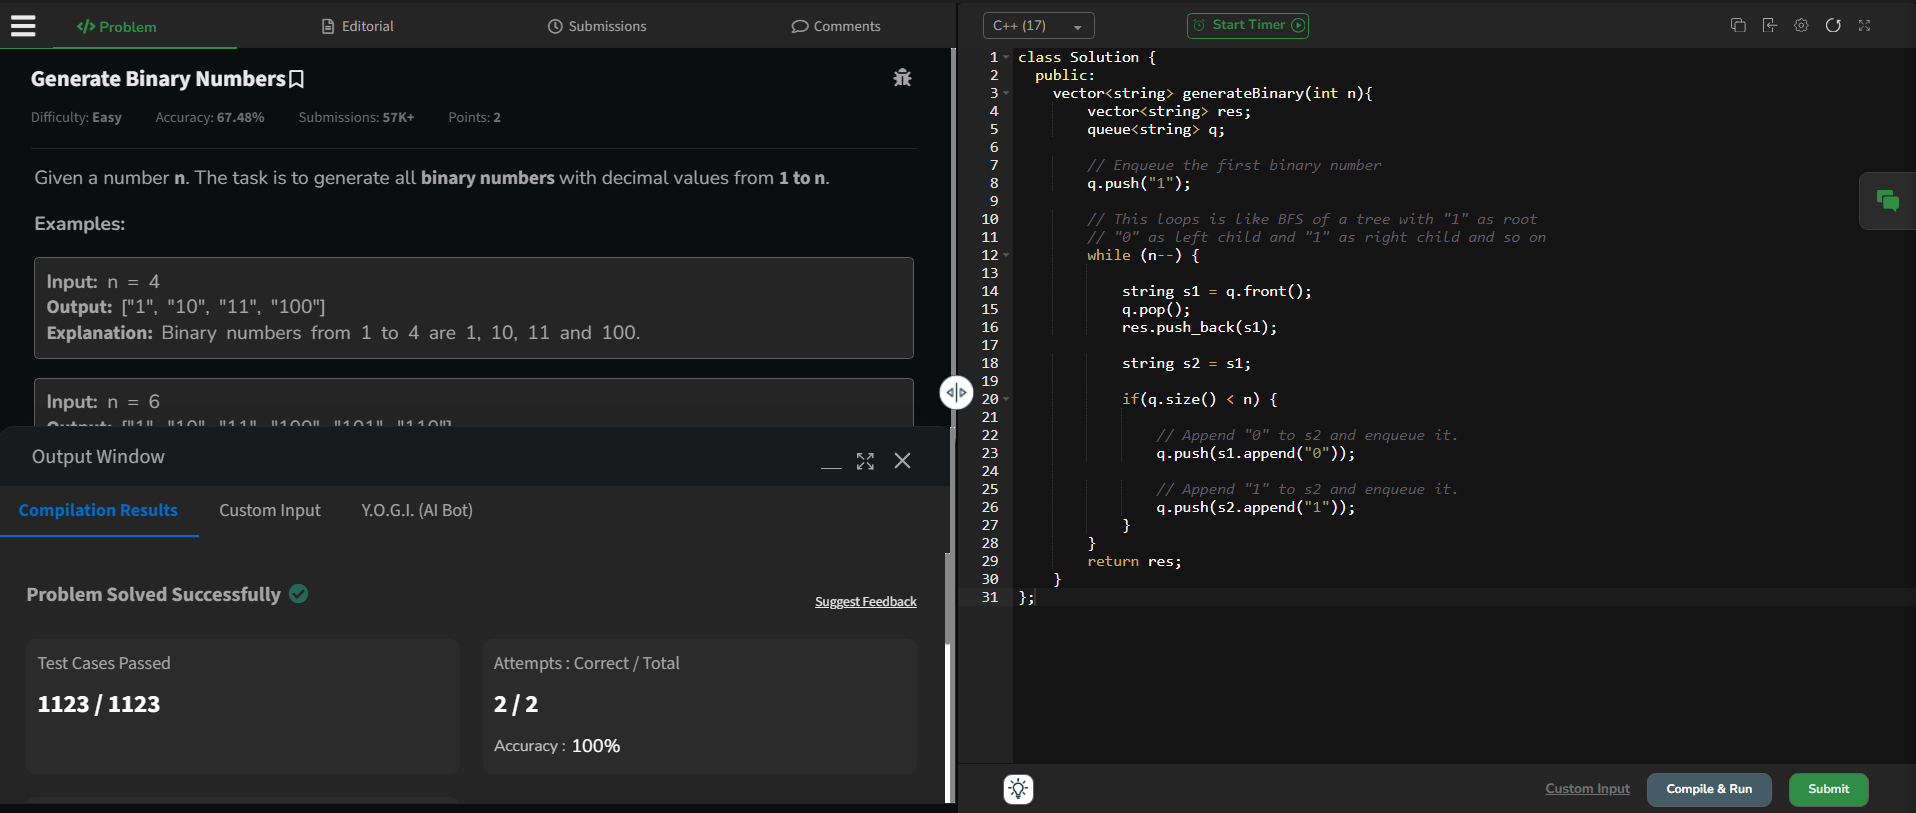 </> Problem
Editorial
Submissions
Comments
Generate Binary Numbers
Difficulty: Easy Accuracy: 67.48% Submissions: 57K+ Points: 2
Given a number n. The task is to generate all binary numbers with decimal values from 1 to n.
Examples:
Input: n = 4
Output: ["1", "10", "11", "100"]
Explanation: Binary numbers from 1 to 4 are 1, 10, 11 and 100.
Input: n = 6
Output: ["1", "10", "11", "100", "101", "110"]
Output Window
Compilation Results
Custom Input
Y.O.G.I. (AI Bot)
Problem Solved Successfully
Suggest Feedback
Test Cases Passed
1123 / 1123
Attempts : Correct / Total
2 / 2
Accuracy : 100%
C++ (17)
Start Timer
1 class Solution {
2 public:
3 vector<string> generateBinary(int n){
4 vector<string> res;
5 queue<string> q;
6
7 // Enqueue the first binary number
8 q.push("1");
9
10 // This loops is like BFS of a tree with "1" as root
11 // "0" as left child and "1" as right child and so on
12 while (n--) {
13
14 string s1 = q.front();
15 q.pop();
16 res.push_back(s1);
17
18 string s2 = s1;
19
20 if(q.size() < n) {
21
22 // Append "0" to s2 and enqueue it.
23 q.push(s1.append("0"));
24
25 // Append "1" to s2 and enqueue it.
26 q.push(s2.append("1"));
27 }
28 }
29 return res;
30 }
31 };
Custom Input
Compile & Run
Submit